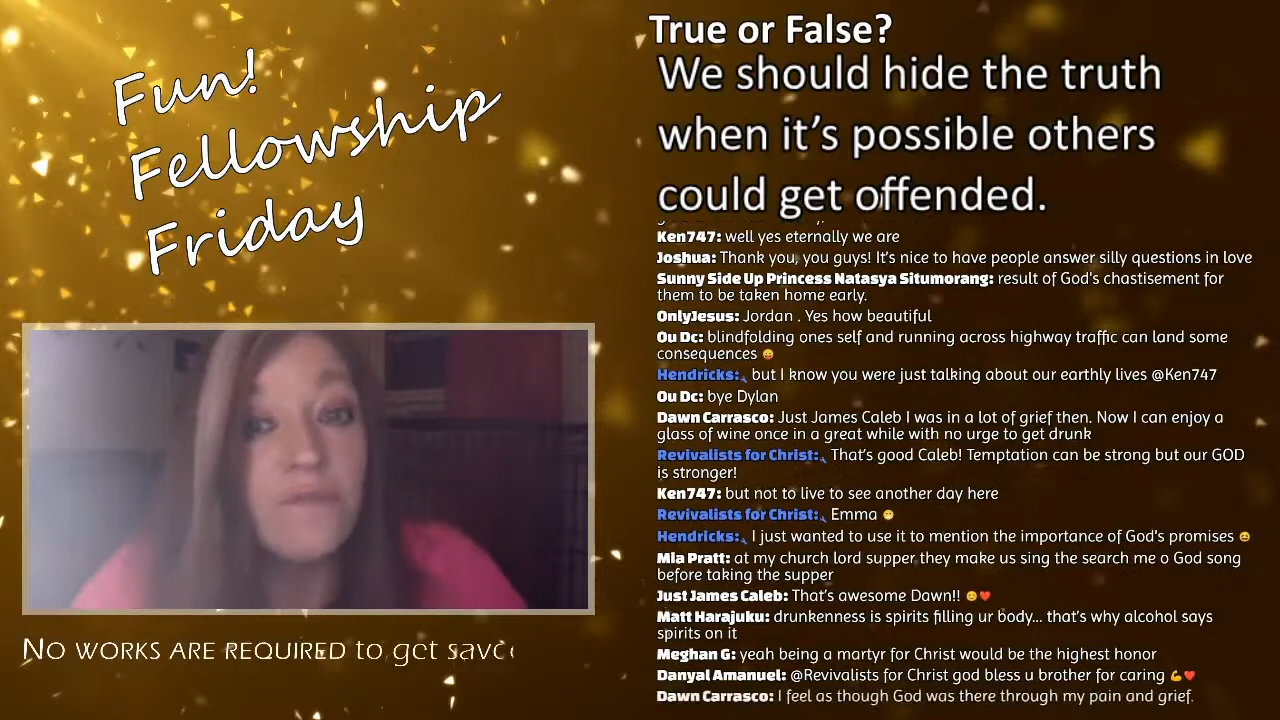 Fun!
Fellowship
Friday
NO WORKS ARE REQUIRED to get
True or False?
We should hide the truth
when it's possible others
could get offended.
Ken747: well yes eternally we are
Joshua: Thank you, you guys! It's nice to have people answer silly questions in love
Sunny Side Up Princess Natasya Situmorang: result of God's chastisement for
them to be taken home early.
OnlyJesus: Jordan . Yes how beautiful
Ou Dc: blindfolding ones self and running across highway traffic can land some
consequences 😛
Hendricks: but I know you were just talking about our earthly lives @Ken747
Ou Dc: bye Dylan
Dawn Carrasco: Just James Caleb I was in a lot of grief then. Now I can enjoy a
glass of wine once in a great while with no urge to get drunk
Revivalists for Christ: That's good Caleb! Temptation can be strong but our GOD
is stronger!
Ken747: but not to live to see another day here
Revivalists for Christ: Emma 😁
Hendricks: I just wanted to use it to mention the importance of God's promises 😊
Mia Pratt: at my church lord supper they make us sing the search me o God song
before taking the supper
Just James Caleb: That's awesome Dawn!! 😊❤️
Matt Harajuku: drunkenness is spirits filling ur body... that's why alcohol says
spirits on it
Meghan G: yeah being a martyr for Christ would be the highest honor
Danyal Amanuel: @Revivalists for Christ god bless u brother for caring 💪❤️
Dawn Carrasco: I feel as though God was there through my pain and grief.